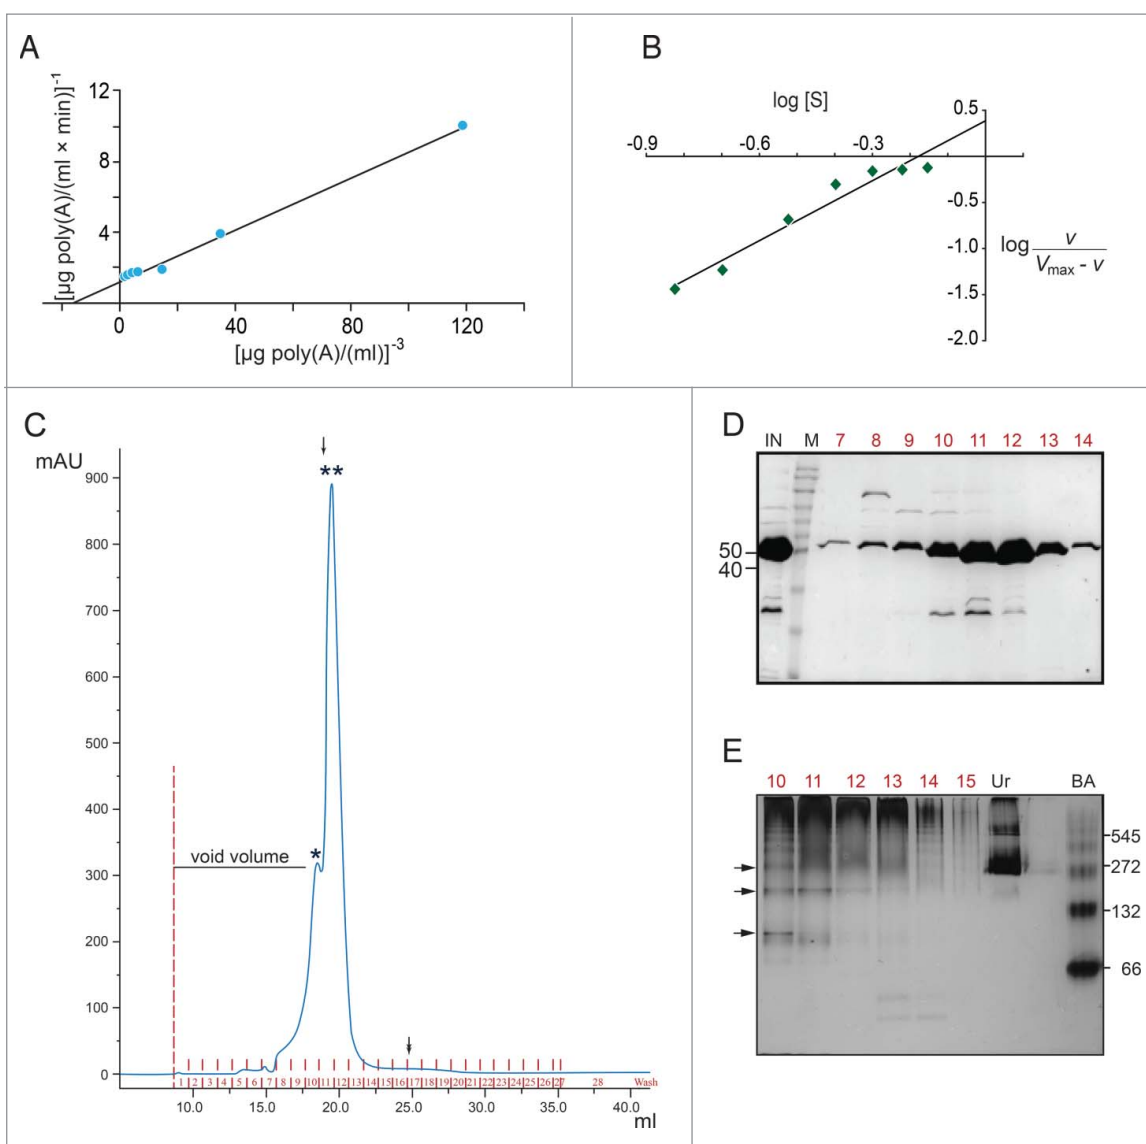 A
[µg poly(A)/(ml × min)]-1
12
8
4
0 40 80 120
[µg poly(A)/(ml)]-3
B
log [S]
-0.9 -0.6 -0.3
0.5
-0.5
-1.0
-1.5
-2.0
log v
Vmax - v
C
mAU
900
800
700
600
500
400
300
200
100
0
**
*
void volume
1 2 3 4 5 6 7 8 9 10 11 12 13 14 15 16 17 18 19 20 21 22 23 24 25 26 27 28 Wash
10.0 15.0 20.0 25.0 30.0 35.0 40.0
ml
D
IN M 7 8 9 10 11 12 13 14
50
40
E
10 11 12 13 14 15 Ur BA
545
272
132
66